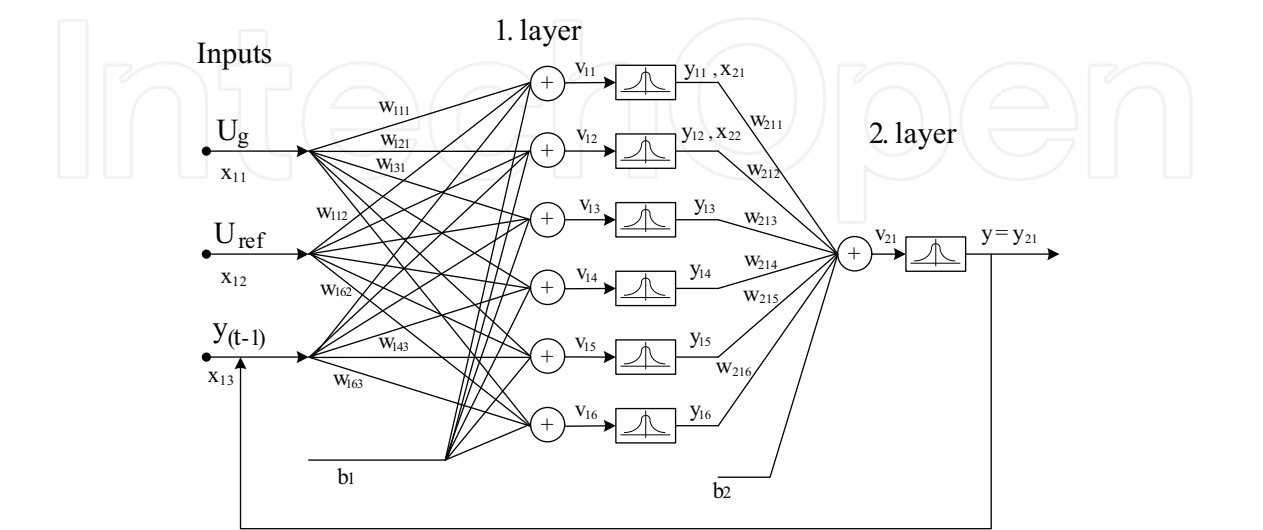 IntechOpen
1. layer
Inputs
v11
y11 , x21
w111
w211
Ug
x11
w121
v12
y12 , x22
2. layer
w131
w212
w112
v13
y13
w213
Uref
x12
v21
y = y21
w162
v14
y14
w214
w215
y(t-1)
x13
w143
v15
y15
w163
w216
v16
y16
b1
b2
+
+
+
+
+
+
+